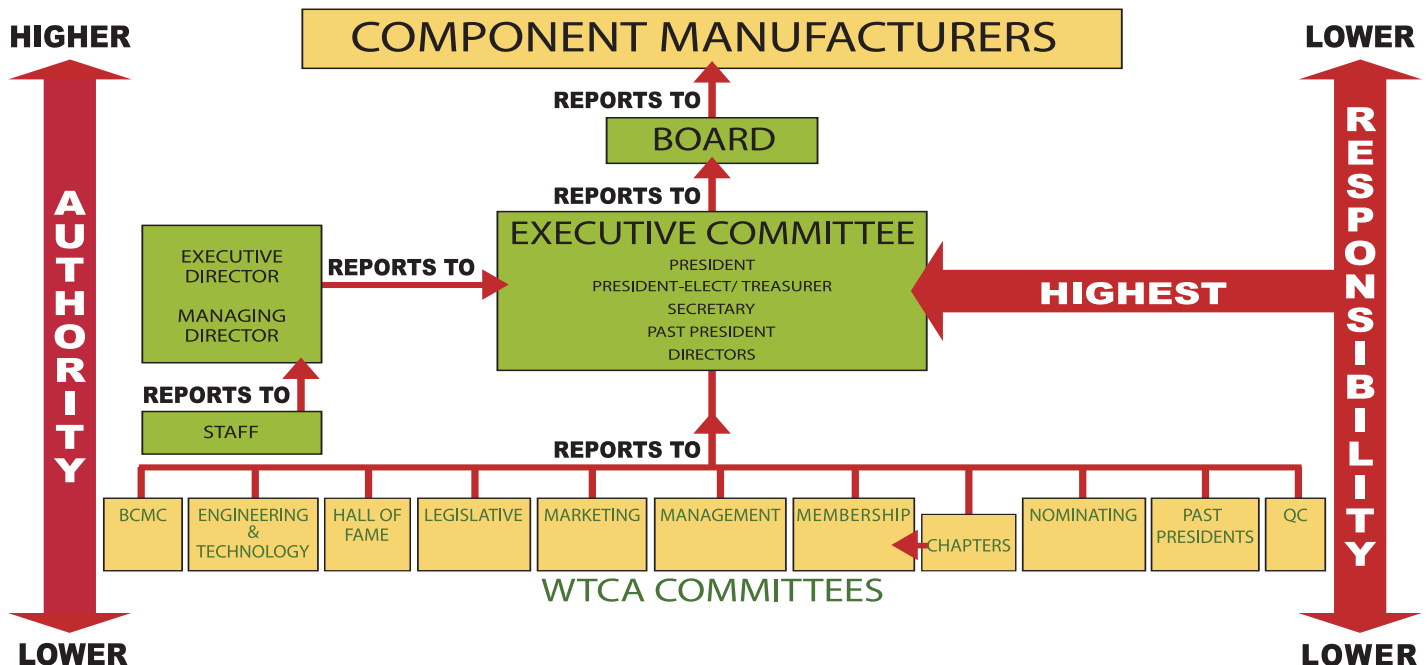 HIGHER
COMPONENT MANUFACTURERS
LOWER
REPORTS TO
BOARD
REPORTS TO
AUTHORITY
RESPONSIBILITY
EXECUTIVE COMMITTEE
PRESIDENT
PRESIDENT-ELECT/ TREASURER
SECRETARY
PAST PRESIDENT
DIRECTORS
EXECUTIVE
DIRECTOR
MANAGING
DIRECTOR
REPORTS TO
HIGHEST
REPORTS TO
STAFF
REPORTS TO
BCMC
ENGINEERING
&
TECHNOLOGY
HALL OF
FAME
LEGISLATIVE
MARKETING
MANAGEMENT
MEMBERSHIP
CHAPTERS
NOMINATING
PAST
PRESIDENTS
QC
WTCA COMMITTEES
LOWER
LOWER